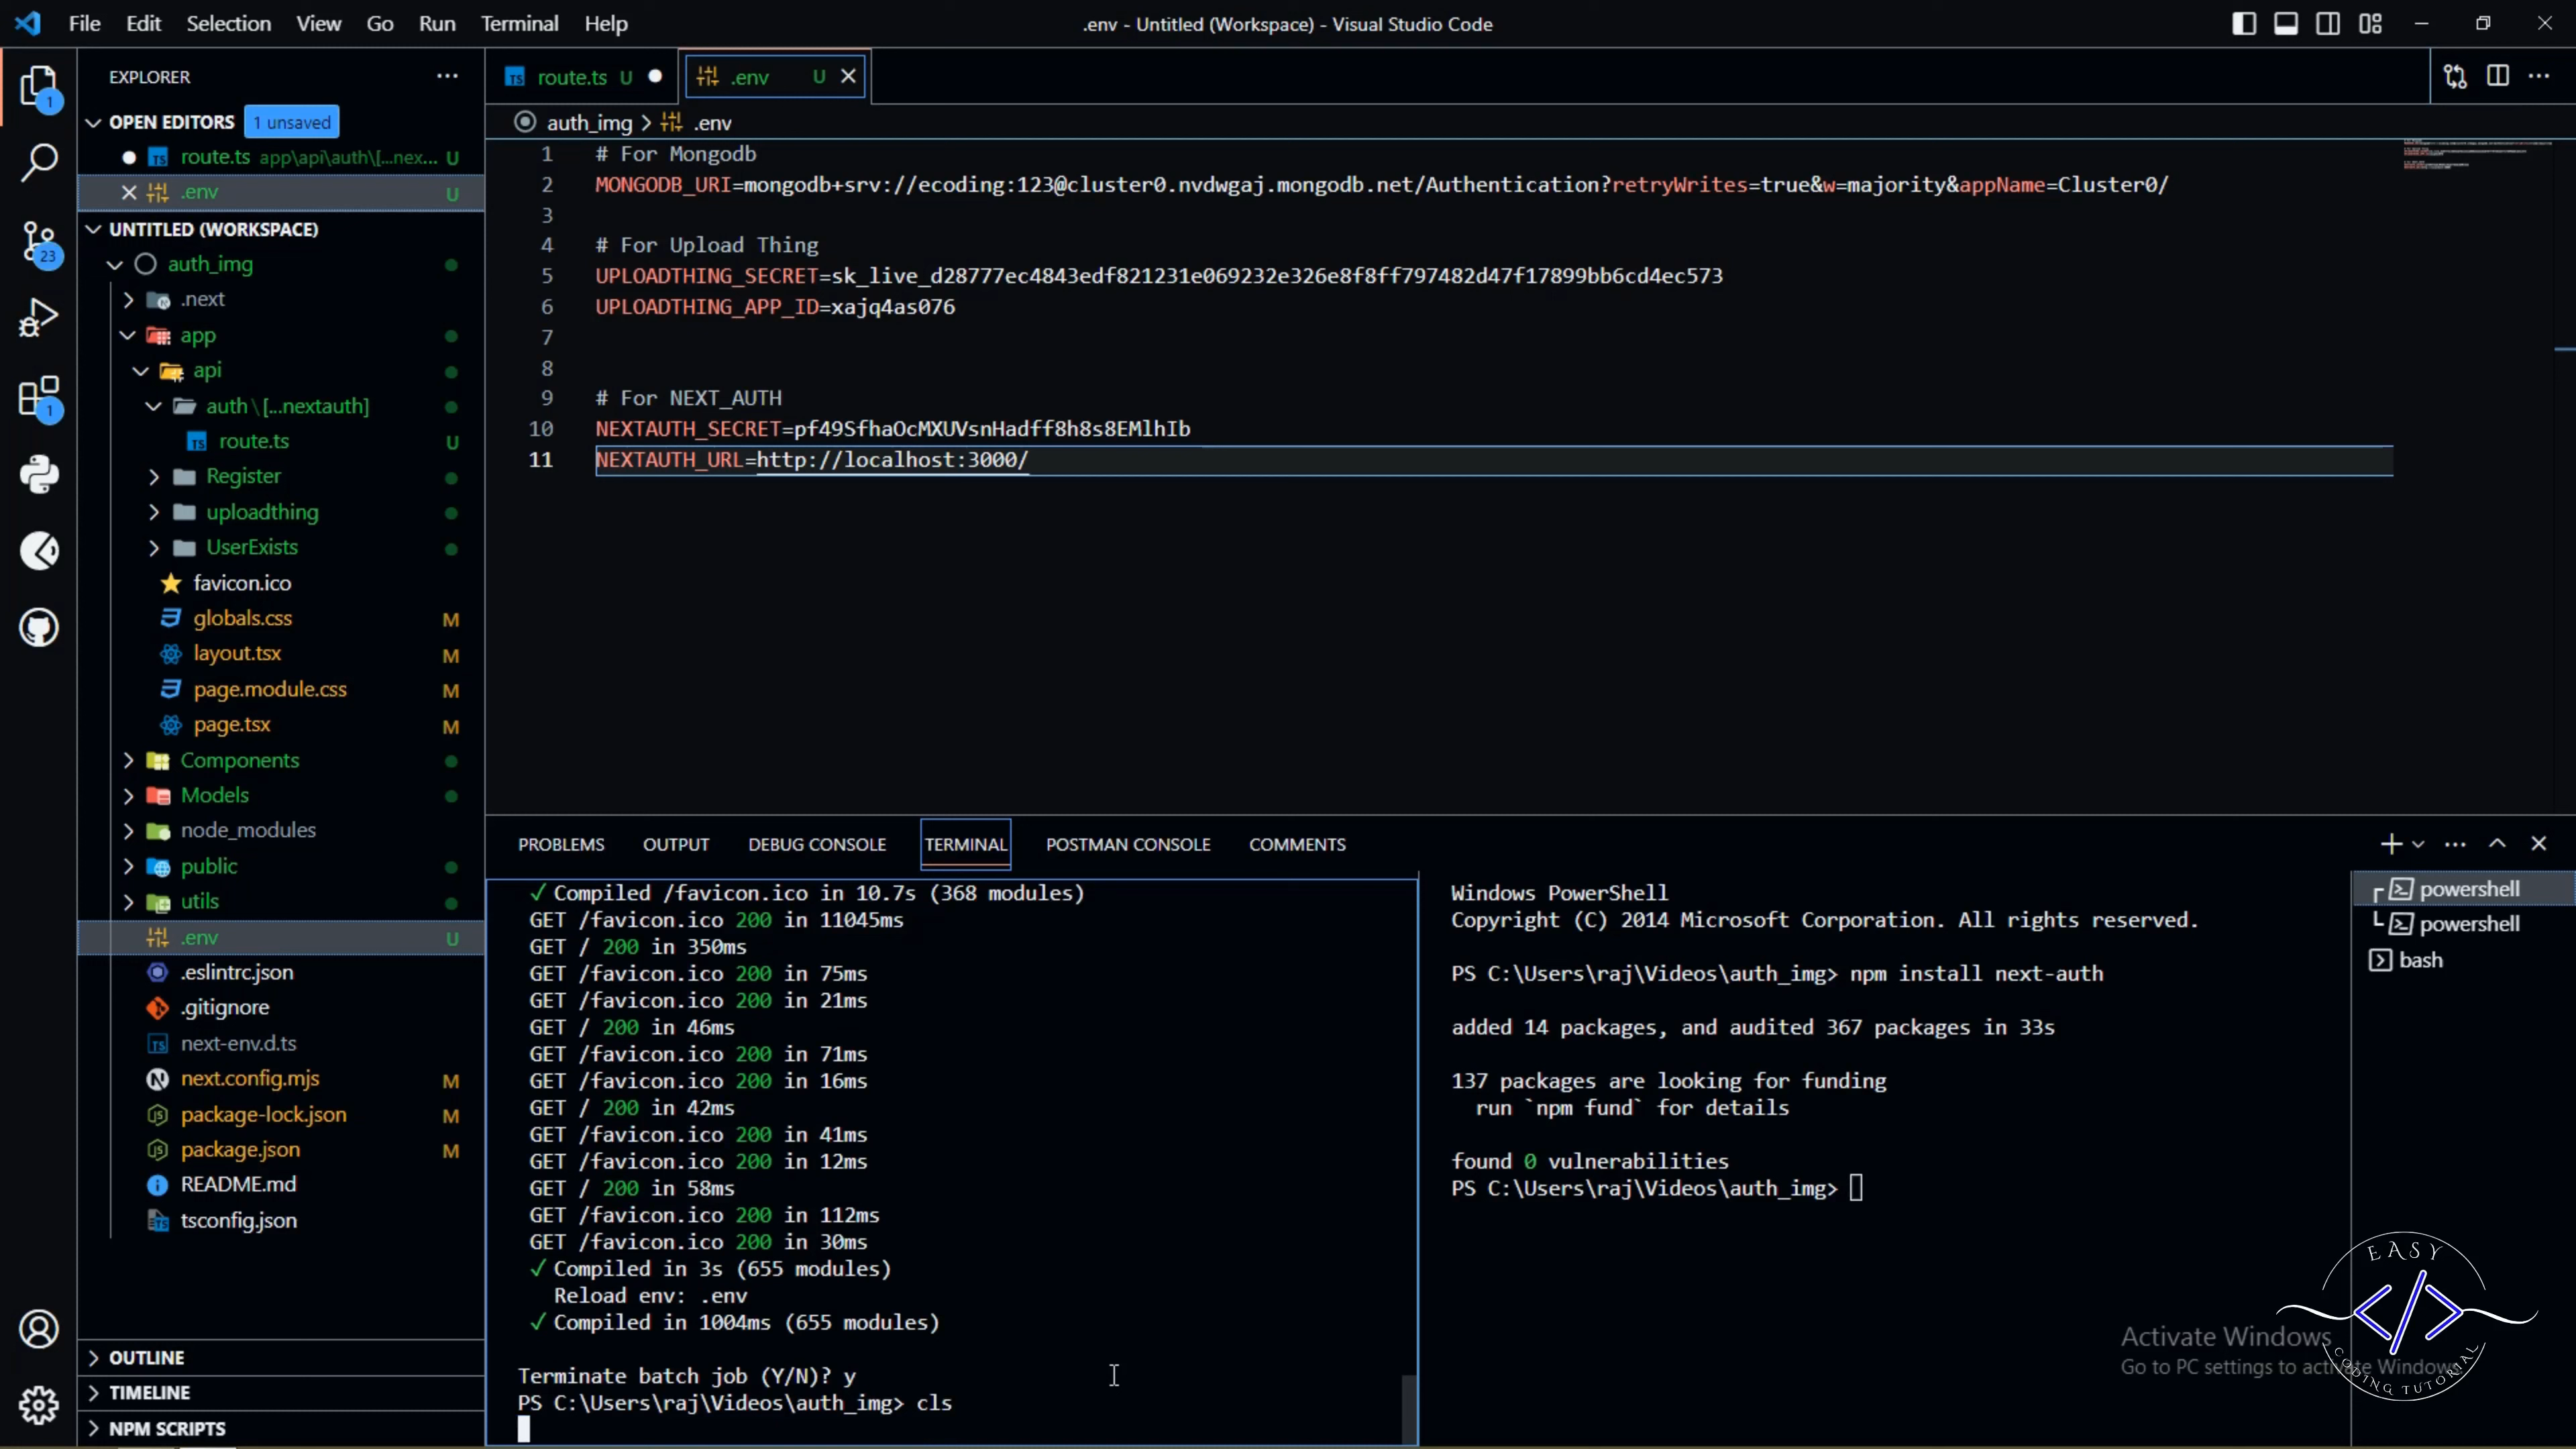 File Edit Selection View Go Run Terminal Help
.env - Untitled (Workspace) - Visual Studio Code
EXPLORER
OPEN EDITORS 1 unsaved
route.ts app\api\auth\[...nex... U
.env U
UNTITLED (WORKSPACE)
auth_img
.next
app
api
auth\[...nextauth]
route.ts U
Register
uploadthing
UserExists
favicon.ico
globals.css M
layout.tsx M
page.module.css M
page.tsx M
Components
Models
node_modules
public
utils
.env U
.eslintrc.json
.gitignore
next-env.d.ts
next.config.mjs M
package-lock.json M
package.json M
README.md
tsconfig.json
OUTLINE
TIMELINE
NPM SCRIPTS
1
23
1
route.ts U
.env U
auth_img > .env
1 # For Mongodb
2 MONGODB_URI=mongodb+srv://ecoding:123@cluster0.nvdwgaj.mongodb.net/Authentication?retryWrites=true&w=majority&appName=Cluster0/
3
4 # For Upload Thing
5 UPLOADTHING_SECRET=sk_live_d28777ec4843edf821231e069232e326e8f8ff797482d47f17899bb6cd4ec573
6 UPLOADTHING_APP_ID=xajq4as076
7
8
9 # For NEXT_AUTH
10 NEXTAUTH_SECRET=pf49SfhaOcMXUVsnHadff8h8s8EMlhIb
11 NEXTAUTH_URL=http://localhost:3000/
PROBLEMS OUTPUT DEBUG CONSOLE TERMINAL POSTMAN CONSOLE COMMENTS
✓ Compiled /favicon.ico in 10.7s (368 modules)
GET /favicon.ico 200 in 11045ms
GET / 200 in 350ms
GET /favicon.ico 200 in 75ms
GET /favicon.ico 200 in 21ms
GET / 200 in 46ms
GET /favicon.ico 200 in 71ms
GET /favicon.ico 200 in 16ms
GET / 200 in 42ms
GET /favicon.ico 200 in 41ms
GET /favicon.ico 200 in 12ms
GET / 200 in 58ms
GET /favicon.ico 200 in 112ms
GET /favicon.ico 200 in 30ms
✓ Compiled in 3s (655 modules)
Reload env: .env
✓ Compiled in 1004ms (655 modules)
Terminate batch job (Y/N)? y
PS C:\Users\raj\Videos\auth_img> cls
Windows PowerShell
Copyright (C) 2014 Microsoft Corporation. All rights reserved.
PS C:\Users\raj\Videos\auth_img> npm install next-auth
added 14 packages, and audited 367 packages in 33s
137 packages are looking for funding
run `npm fund` for details
found 0 vulnerabilities
PS C:\Users\raj\Videos\auth_img>
powershell
powershell
bash
Activate Windows
Go to PC settings to activate Windows.
EASY
</>
CODING TUTORIAL